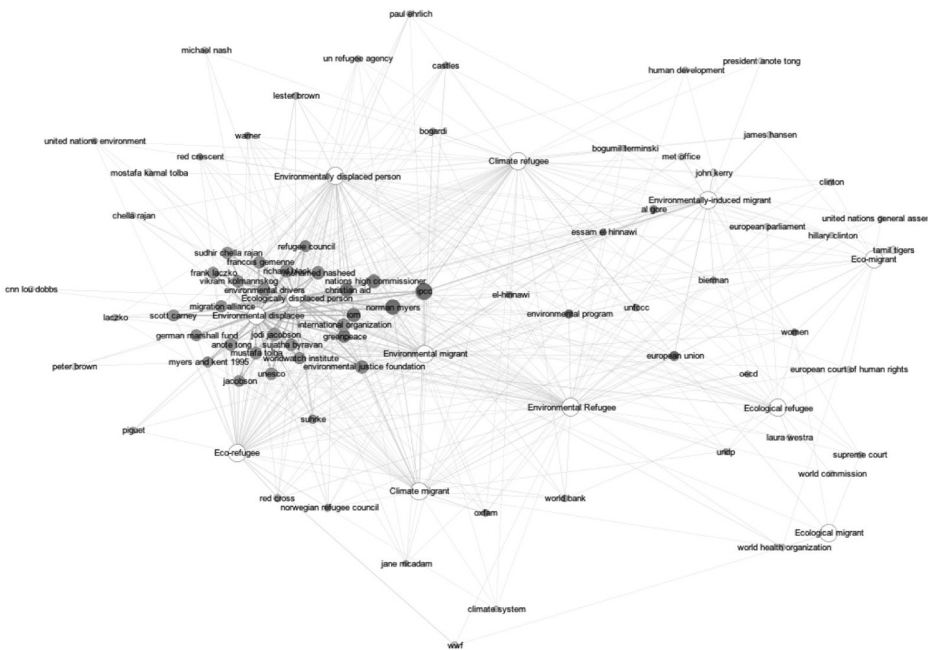 paul ehrlich
michael nash
un refugee agency
castles
president anote tong
human development
lester brown
warner
bogardi
james hansen
united nations environment
red crescent
bogumil terminski
met office
Climate refugee
mostafa kamal tolba
Environmentally displaced person
john kerry
clinton
Environmentally-induced migrant
al gore
chella rajan
united nations general asser
european parliament
essam el hinnawi
hillary clinton
refugee council
sudhir chella rajan
tamil tigers
francois gemenne
Eco-migrant
frank laczko
richard black
mohamed nasheed
vikram kolmannskog
nations high commissioner
bierman
cnn lou dobbs
environmental drivers
christian aid
ipcc
el-hinnawi
Ecologically displaced person
migration alliance
norman myers
unfccc
laczko
scott carney
Environmental displacee
iom
environmental program
international organization
german marshall fund
jodi jacobson
greenpeace
women
anote tong
sujatha byravan
mustafa tolba
Environmental migrant
european union
peter brown
myers and kent 1995
worldwatch institute
environmental justice foundation
european court of human rights
unesco
oecd
jacobson
Environmental Refugee
Ecological refugee
suhrke
piguet
laura westra
Eco-refugee
undp
supreme court
world commission
Climate migrant
red cross
world bank
norwegian refugee council
oxfam
Ecological migrant
world health organization
jane mcadam
climate system
wwf